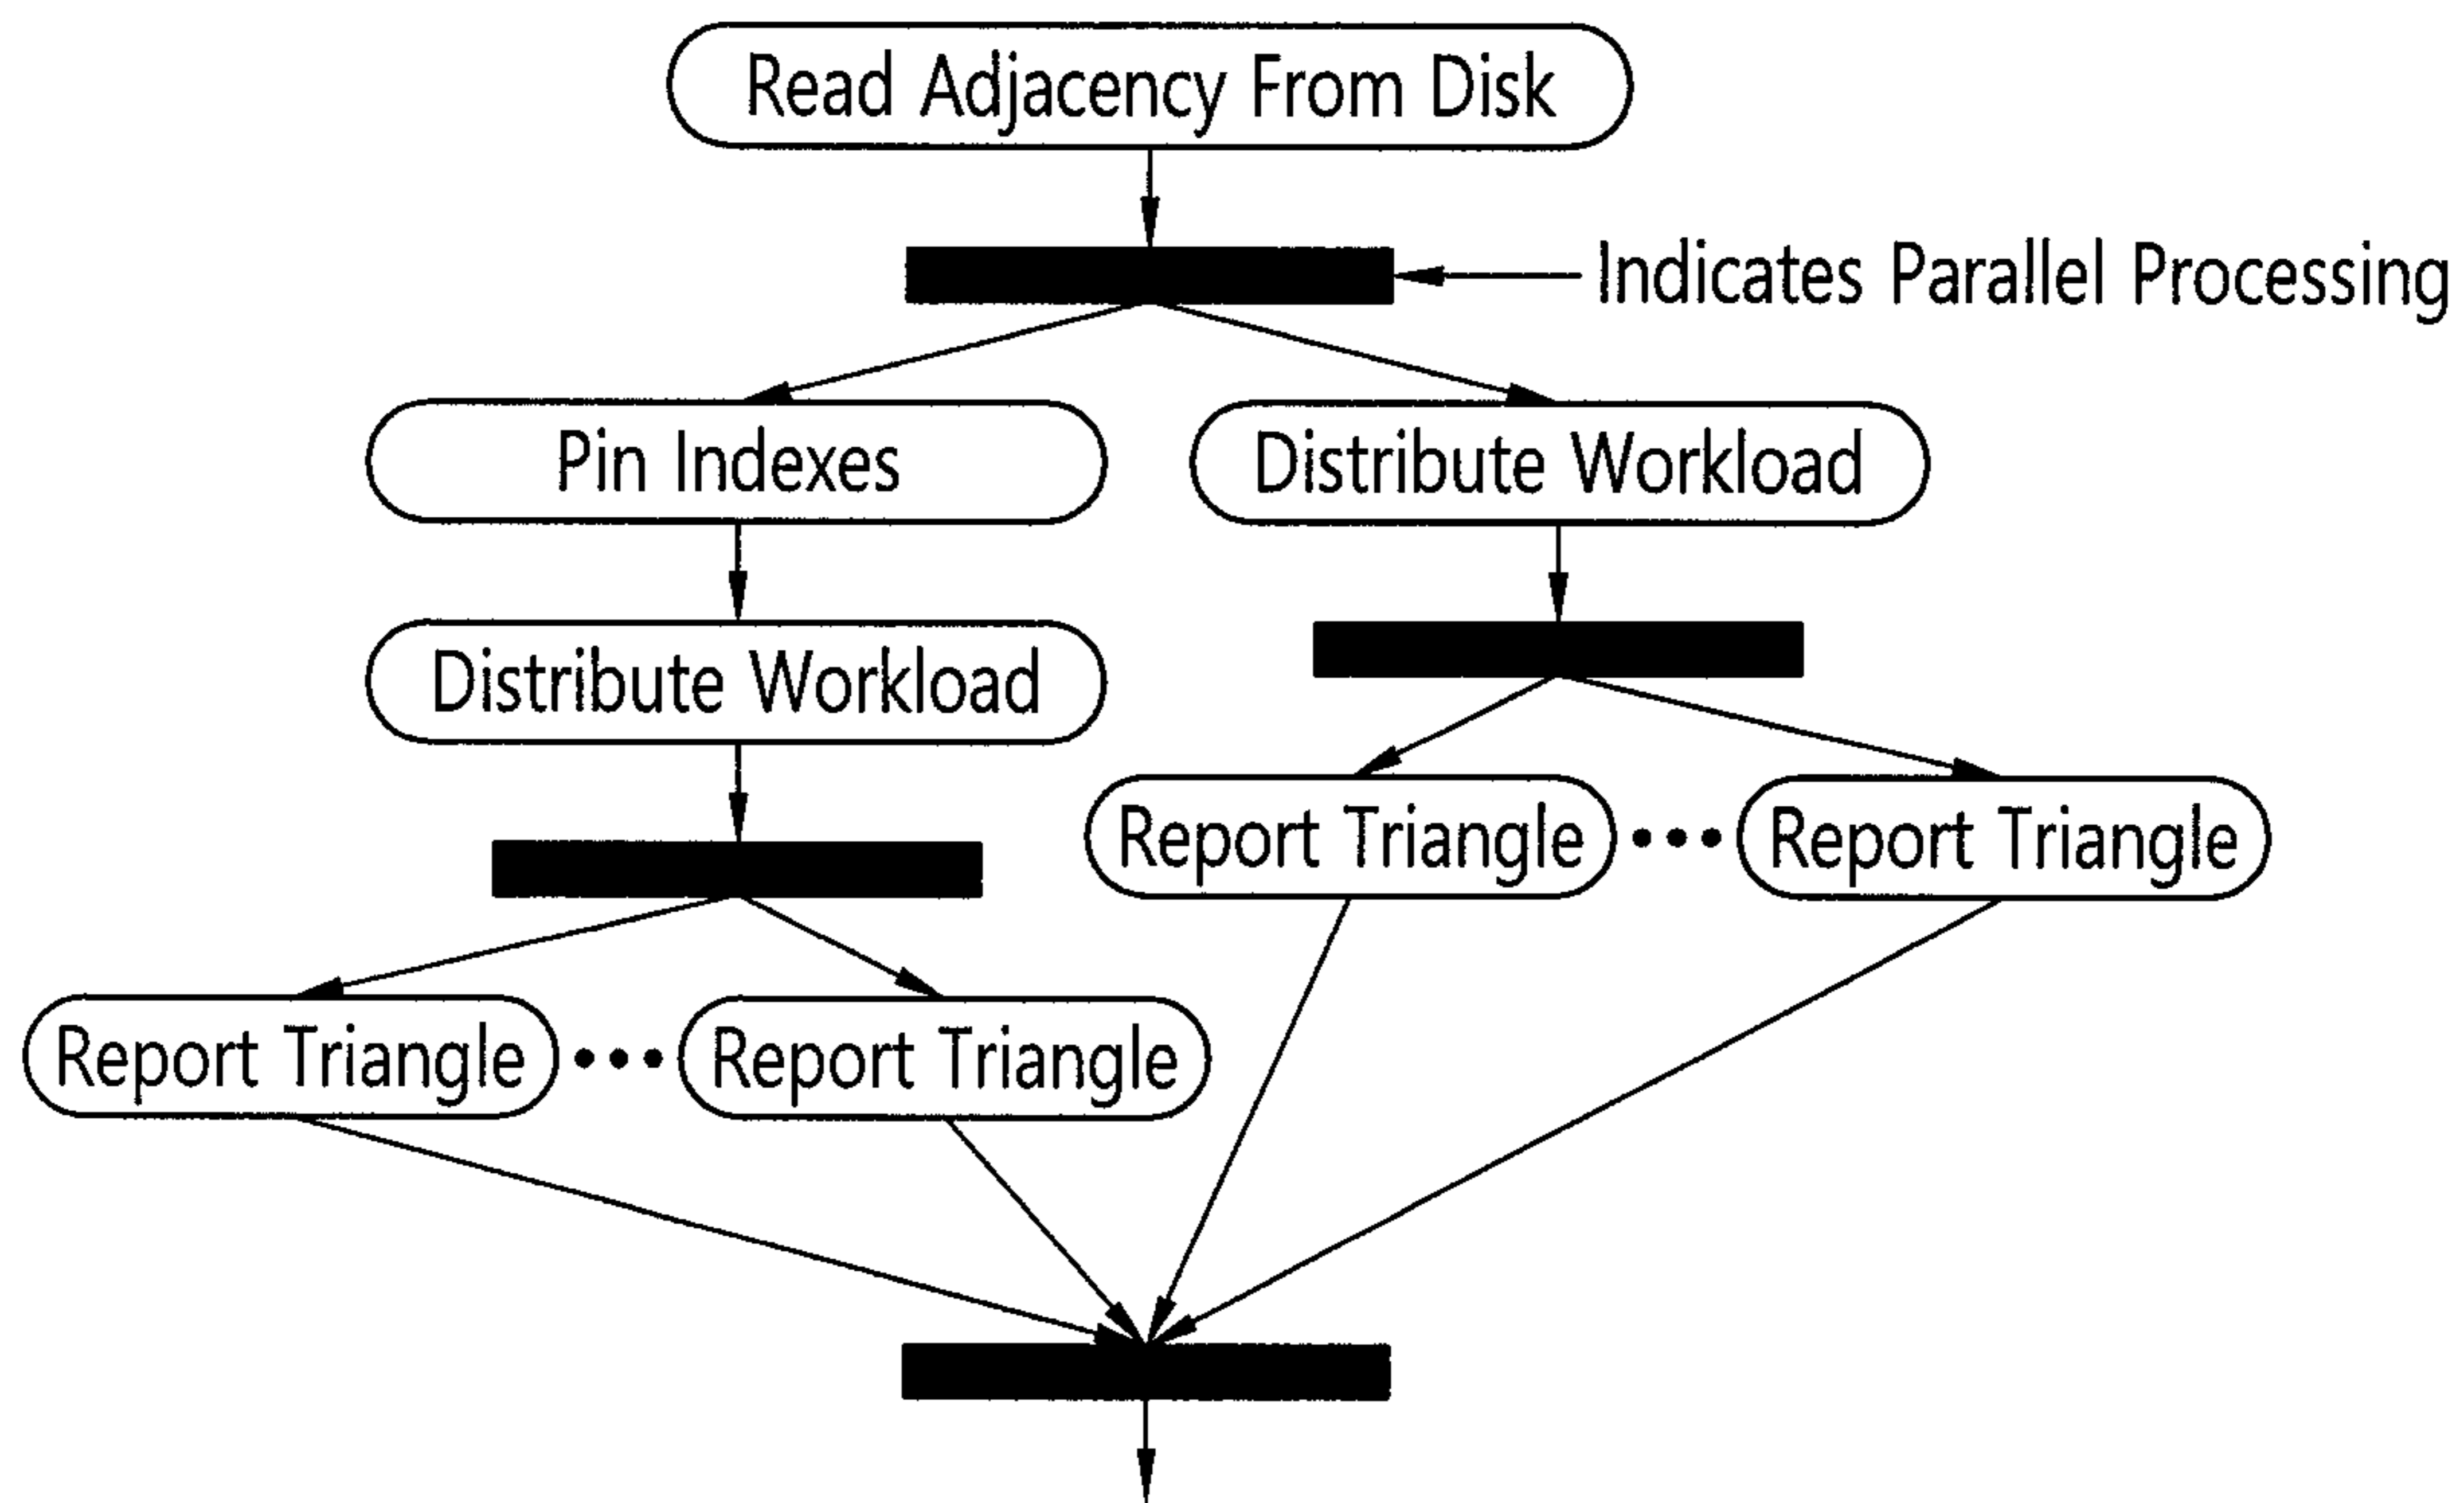 Read Adjacency From Disk
Indicates Parallel Processing
Pin Indexes
Distribute Workload
Distribute Workload
Report Triangle
Report Triangle
Report Triangle
Report Triangle